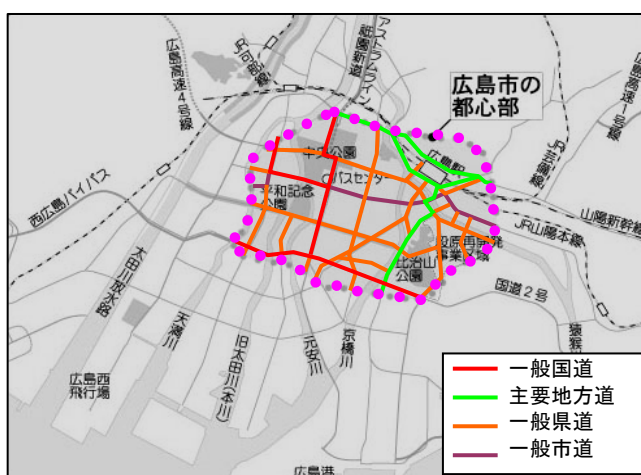 アストラムライン
祇園新道
JR可部線
広島高速4号線
広島市の
都心部
広島高速1号線
JR芸備線
広島駅
中央公園
バスセンター
平和記念
公園
西広島バイパス
山陽新幹線
JR山陽本線
段原再開発
事業区域
比治山
公園
国道2号
太田川放水路
天満川
旧太田川(本川)
元安川
京橋川
猿猴川
広島西
飛行場
広島港
一般国道
主要地方道
一般県道
一般市道